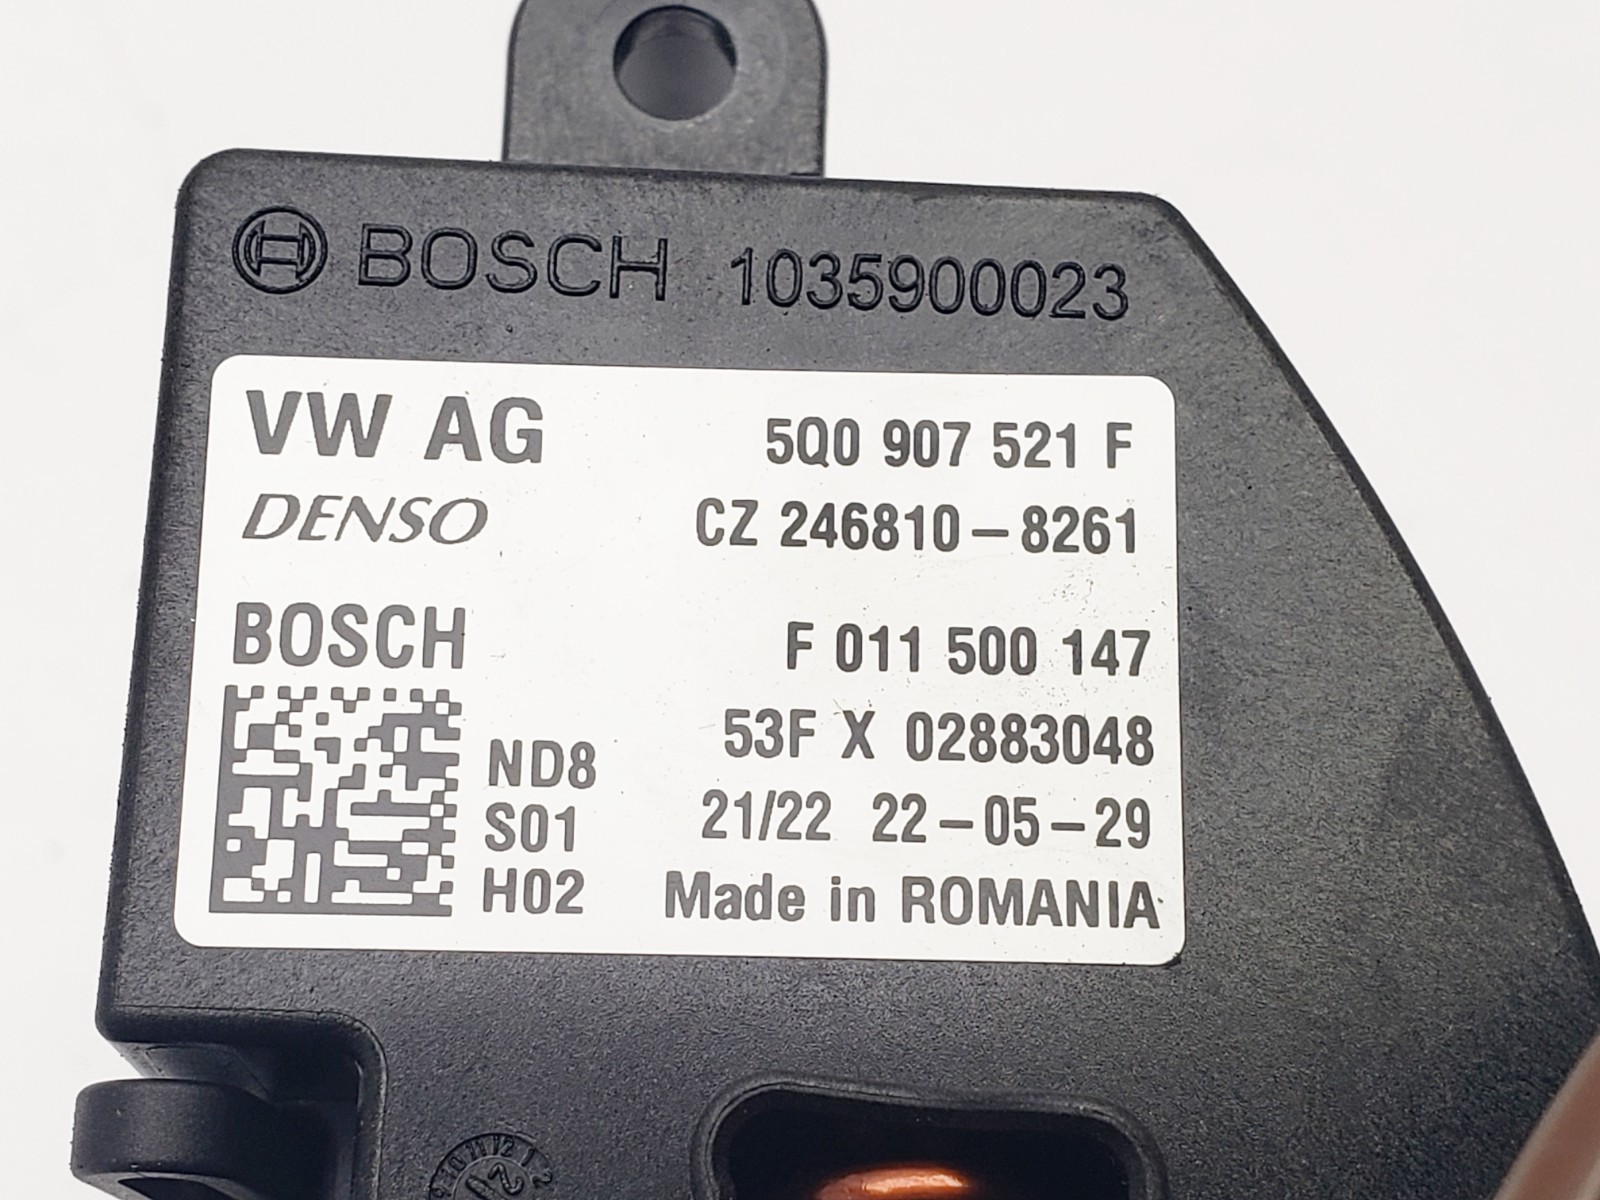 BOSCH 1035900023
VW AG 5Q0 907 521 F
DENSO CZ 246810-8261
BOSCH F 011 500 147
ND8 53F X 02883048
S01 21/22 22-05-29
H02 Made in ROMANIA